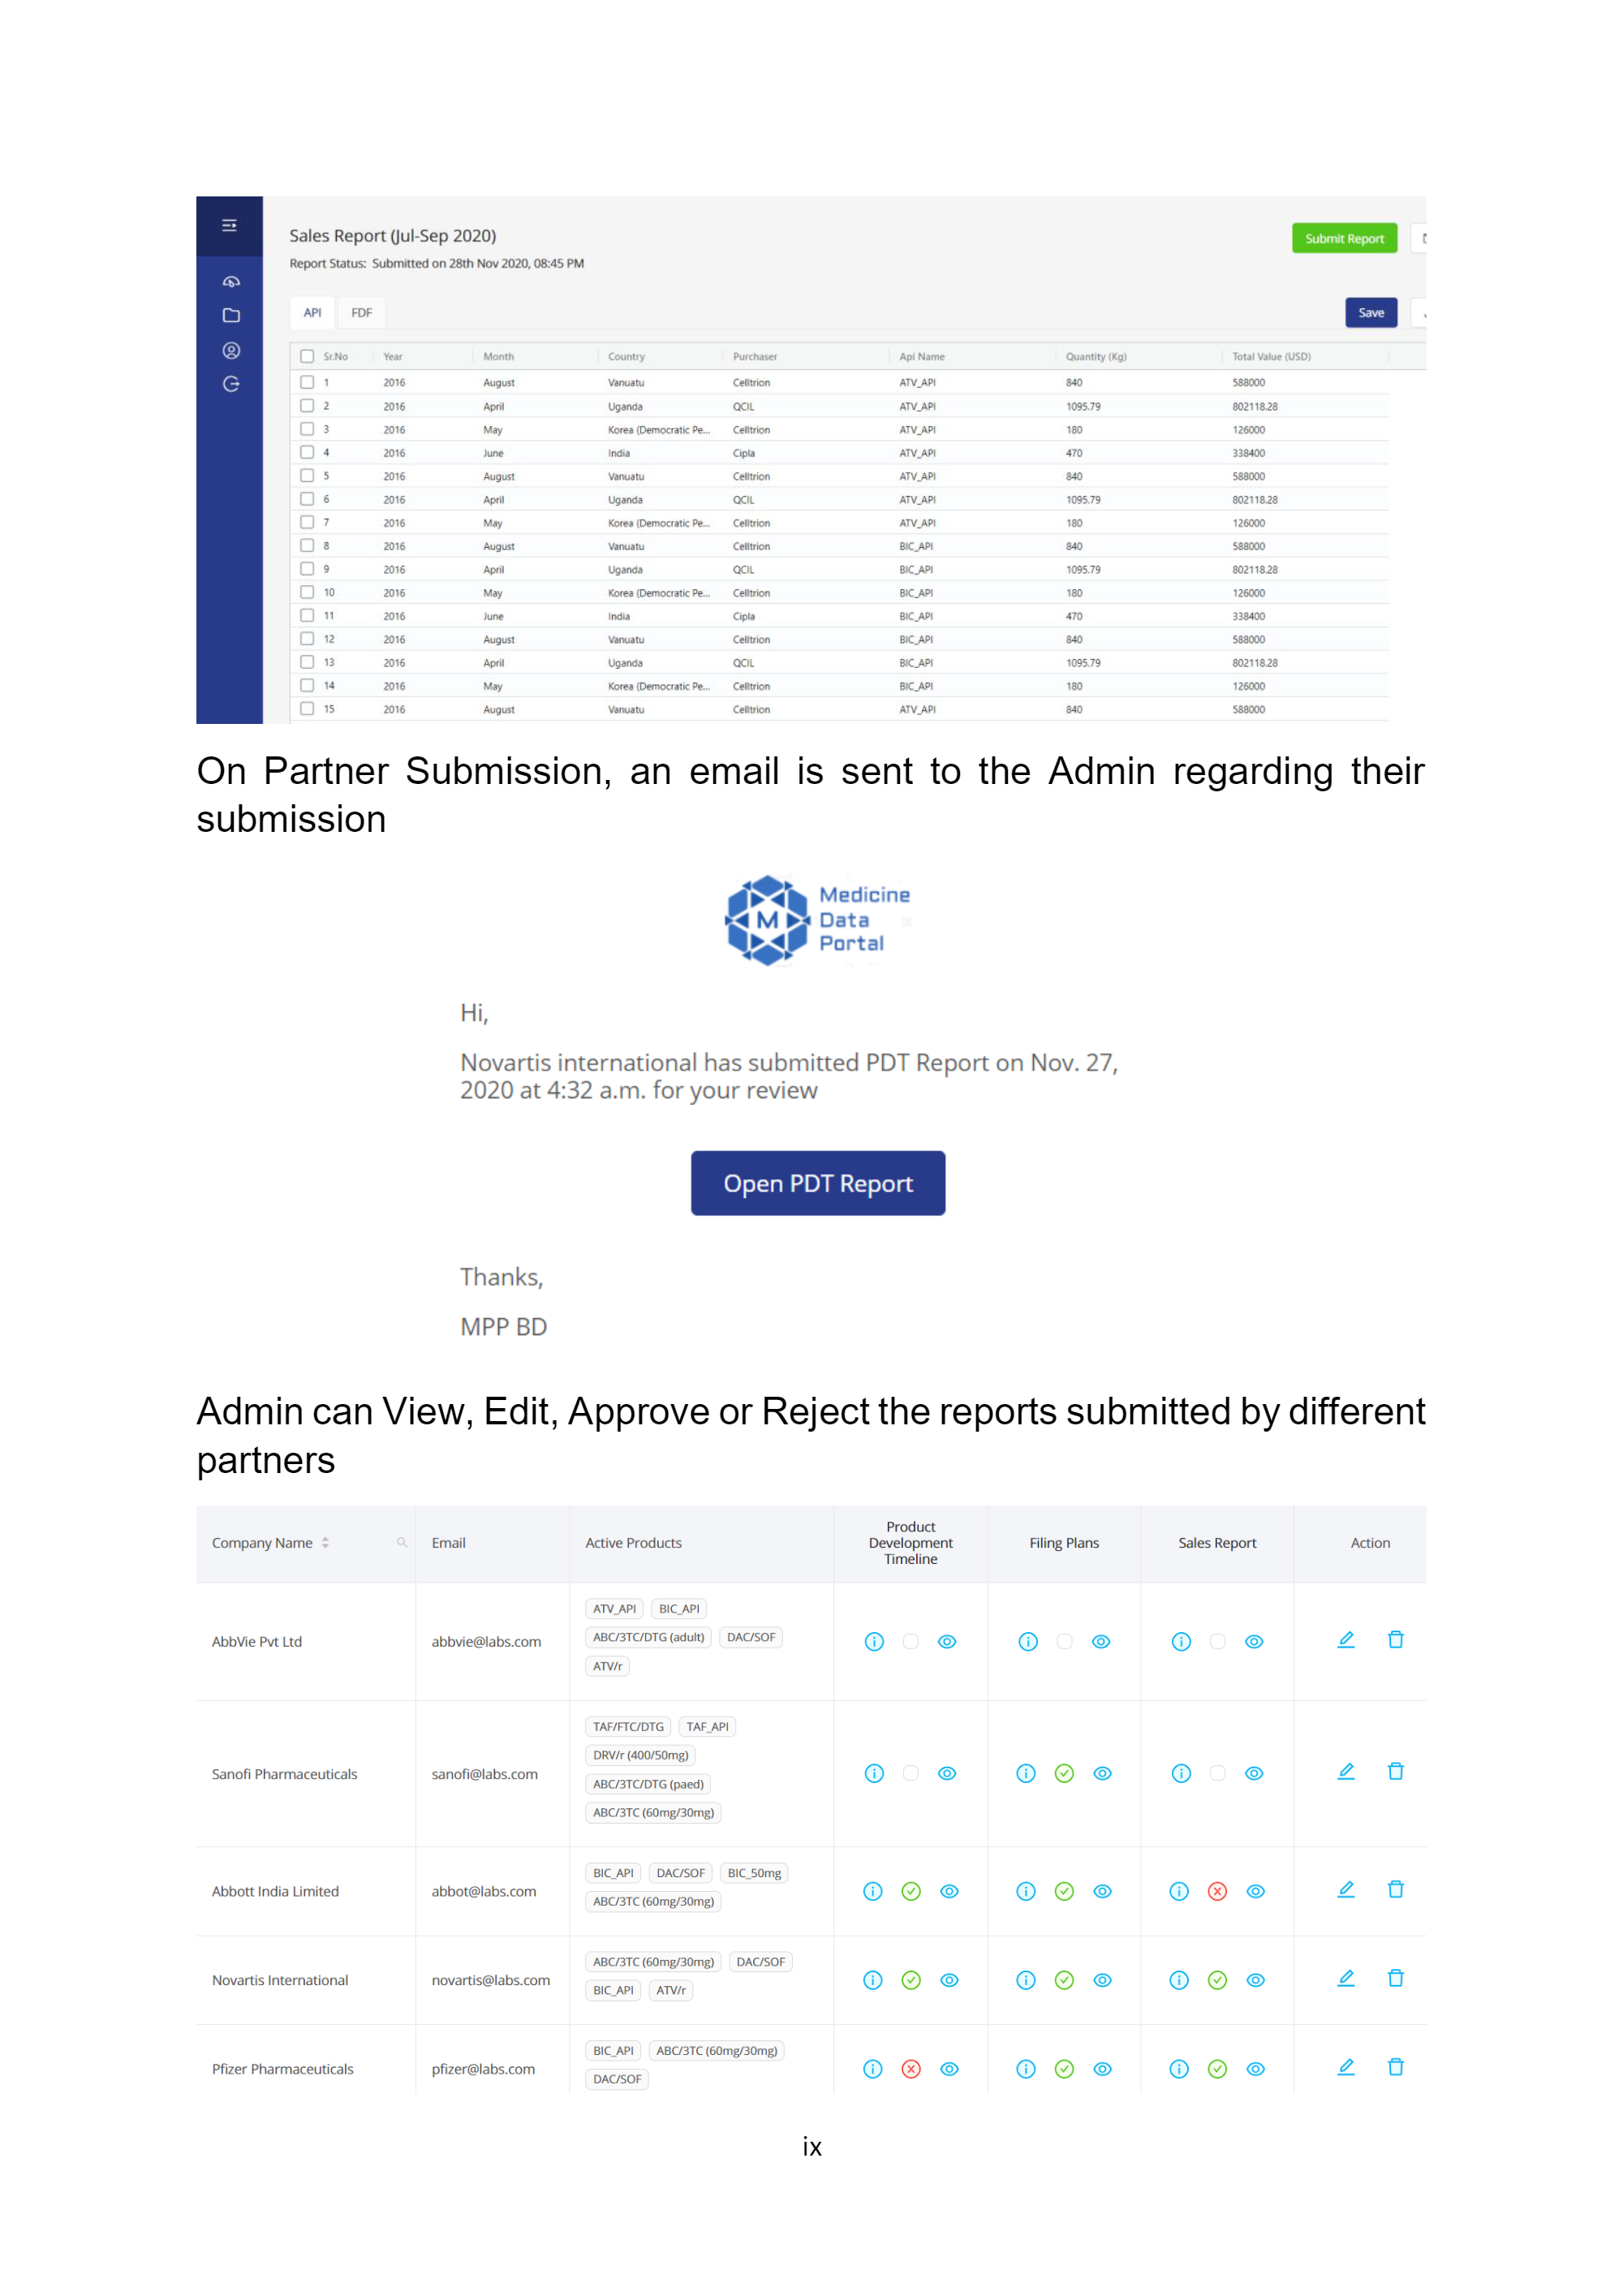 Sales Report (Jul-Sep 2020)
Submit Report
Report Status: Submitted on 28th Nov 2020, 08:45 PM
API FDF
Save
Sr.No Year Month Country Purchaser Api Name Quantity (Kg) Total Value (USD)
1 2016 August Vanuatu Celltrion ATV_API 840 588000
2 2016 April Uganda QCIL ATV_API 1095.79 802118.28
3 2016 May Korea (Democratic Pe... Celltrion ATV_API 180 126000
4 2016 June India Cipla ATV_API 470 338400
5 2016 August Vanuatu Celltrion ATV_API 840 588000
6 2016 April Uganda QCIL ATV_API 1095.79 802118.28
7 2016 May Korea (Democratic Pe... Celltrion ATV_API 180 126000
8 2016 August Vanuatu Celltrion BIC_API 840 588000
9 2016 April Uganda QCIL BIC_API 1095.79 802118.28
10 2016 May Korea (Democratic Pe... Celltrion BIC_API 180 126000
11 2016 June India Cipla BIC_API 470 338400
12 2016 August Vanuatu Celltrion BIC_API 840 588000
13 2016 April Uganda QCIL BIC_API 1095.79 802118.28
14 2016 May Korea (Democratic Pe... Celltrion BIC_API 180 126000
15 2016 August Vanuatu Celltrion ATV_API 840 588000
On Partner Submission, an email is sent to the Admin regarding their
submission
M
Medicine
Data
Portal
Hi,
Novartis international has submitted PDT Report on Nov. 27,
2020 at 4:32 a.m. for your review
Open PDT Report
Thanks,
MPP BD
Admin can View, Edit, Approve or Reject the reports submitted by different
partners
Company Name Email Active Products Product Development Timeline Filing Plans Sales Report Action
AbbVie Pvt Ltd abbvie@labs.com
ATV_API BIC_API
ABC/3TC/DTG (adult) DAC/SOF
ATV/r
Sanofi Pharmaceuticals sanofi@labs.com
TAF/FTC/DTG TAF_API
DRV/r (400/50mg)
ABC/3TC/DTG (paed)
ABC/3TC (60mg/30mg)
Abbott India Limited abbot@labs.com
BIC_API DAC/SOF BIC_50mg
ABC/3TC (60mg/30mg)
Novartis International novartis@labs.com
ABC/3TC (60mg/30mg) DAC/SOF
BIC_API ATV/r
Pfizer Pharmaceuticals pfizer@labs.com
BIC_API ABC/3TC (60mg/30mg)
DAC/SOF
ix